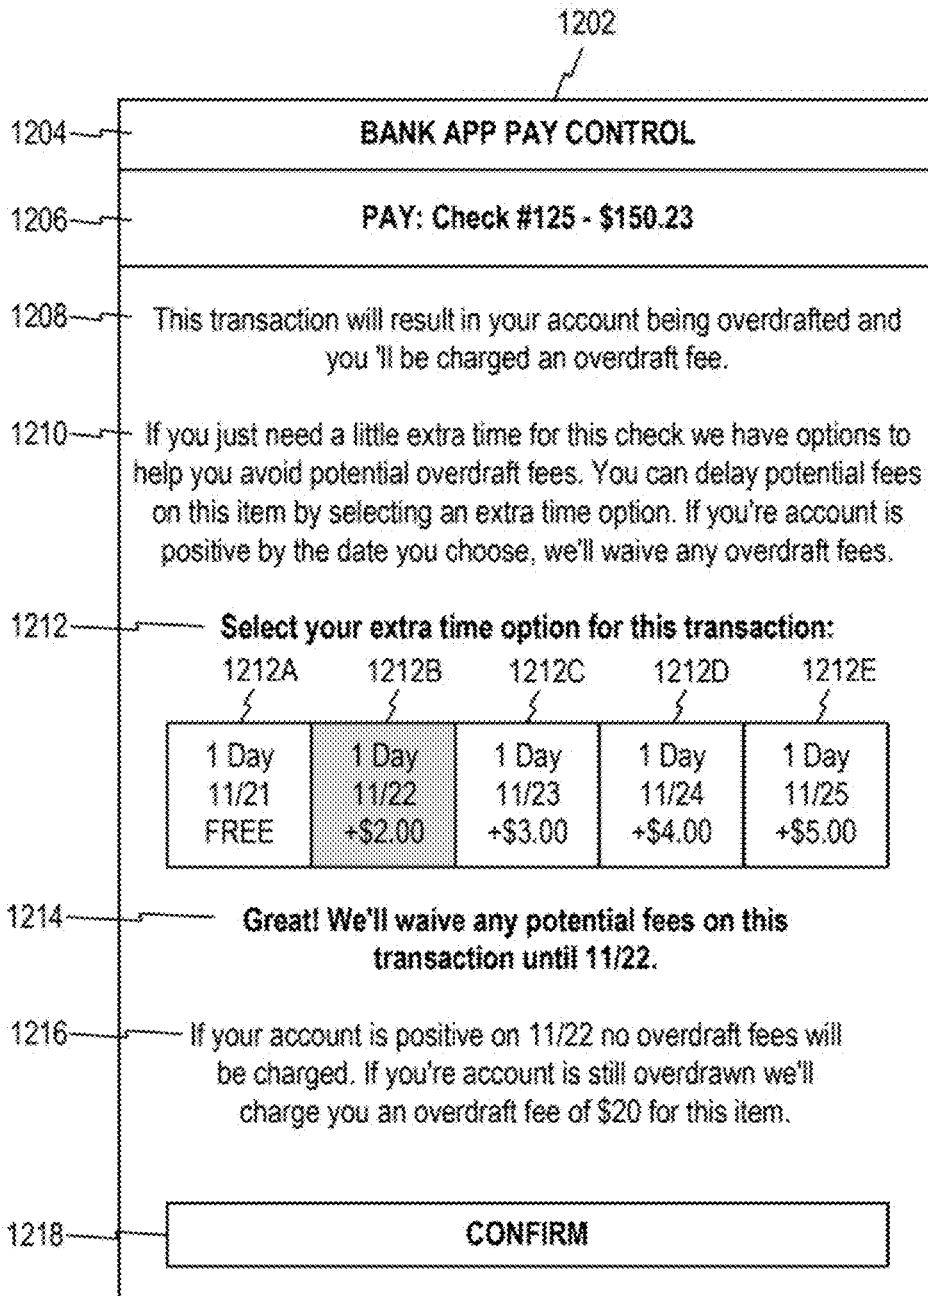 1202
1204
BANK APP PAY CONTROL
1206
PAY: Check #125 - $150.23
1208
This transaction will result in your account being overdrafted and
you 'll be charged an overdraft fee.
1210
If you just need a little extra time for this check we have options to
help you avoid potential overdraft fees. You can delay potential fees
on this item by selecting an extra time option. If you're account is
positive by the date you choose, we'll waive any overdraft fees.
1212
Select your extra time option for this transaction:
1212A 1212B 1212C 1212D 1212E
1 Day 1 Day 1 Day 1 Day 1 Day
11/21 11/22 11/23 11/24 11/25
FREE +$2.00 +$3.00 +$4.00 +$5.00
1214
Great! We'll waive any potential fees on this
transaction until 11/22.
1216
If your account is positive on 11/22 no overdraft fees will
be charged. If you're account is still overdrawn we'll
charge you an overdraft fee of $20 for this item.
1218
CONFIRM